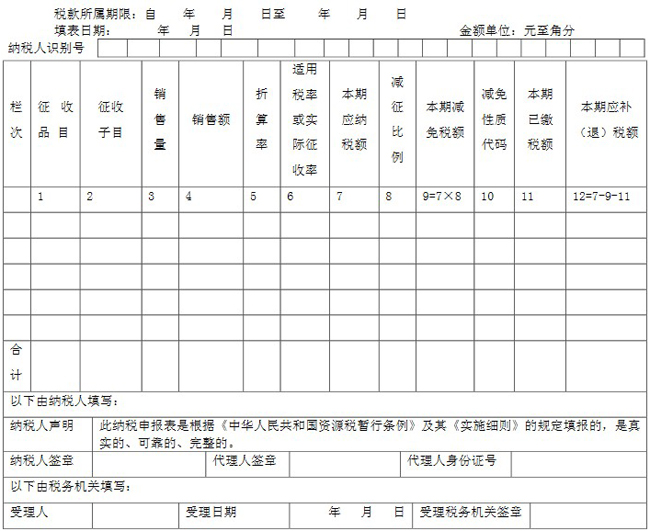 税款所属期限：自 年 月 日至 年 月 日
填表日期： 年 月 日 金额单位：元至角分
纳税人识别号
栏次 征收品目 征收子目 销售量 销售额 折算率 适用税率或实际征收率 本期应纳税额 减征比例 本期减免税额 减免性质代码 本期已缴税额 本期应补（退）税额
1 2 3 4 5 6 7 8 9=7×8 10 11 12=7-9-11
合计
以下由纳税人填写：
纳税人声明 此纳税申报表是根据《中华人民共和国资源税暂行条例》及其《实施细则》的规定填报的，是真
实的、可靠的、完整的。
纳税人签章 代理人签章 代理人身份证号
以下由税务机关填写：
受理人 受理日期 年 月 日 受理税务机关签章